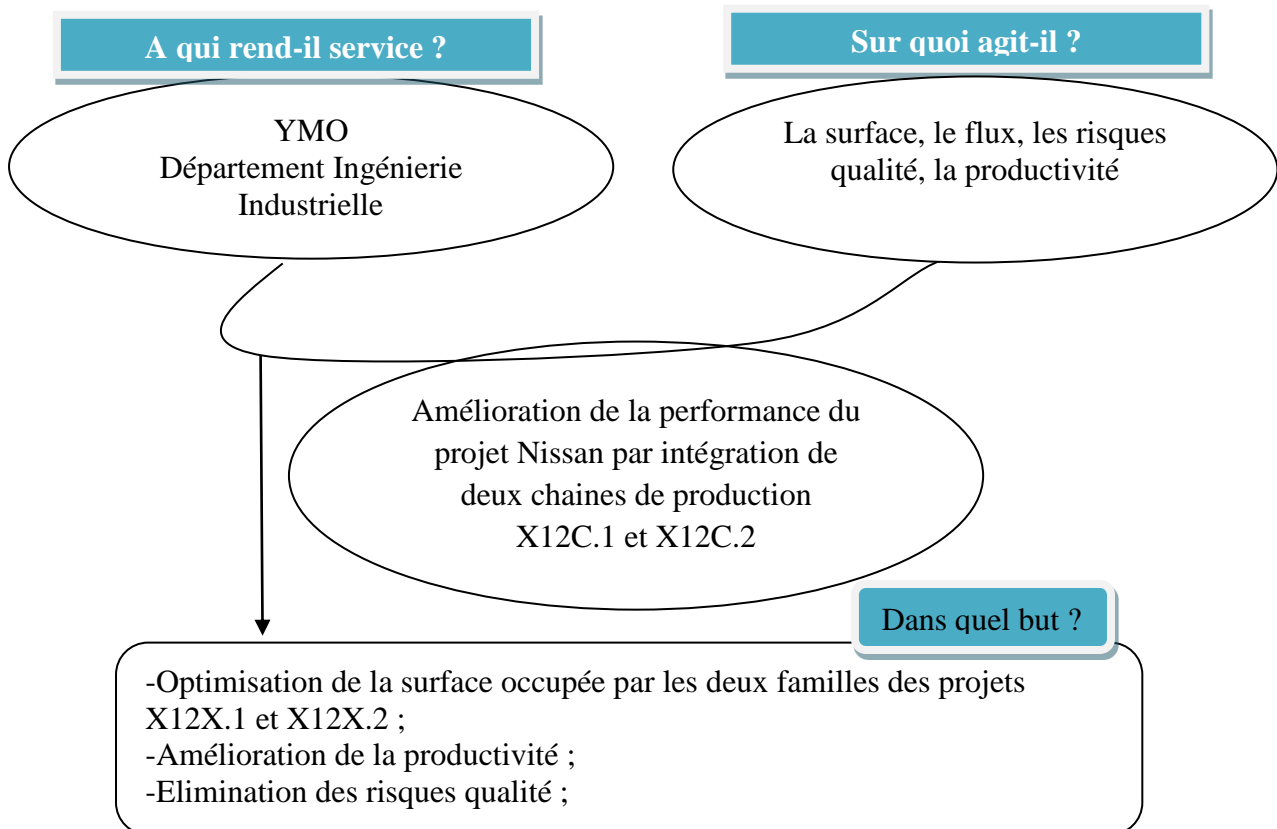 A qui rend-il service ?
Sur quoi agit-il ?
YMO
Département Ingénierie
Industrielle
La surface, le flux, les risques
qualité, la productivité
Amélioration de la performance du
projet Nissan par intégration de
deux chaines de production
X12C.1 et X12C.2
Dans quel but ?
-Optimisation de la surface occupée par les deux familles des projets
X12X.1 et X12X.2 ;
-Amélioration de la productivité ;
-Elimination des risques qualité ;